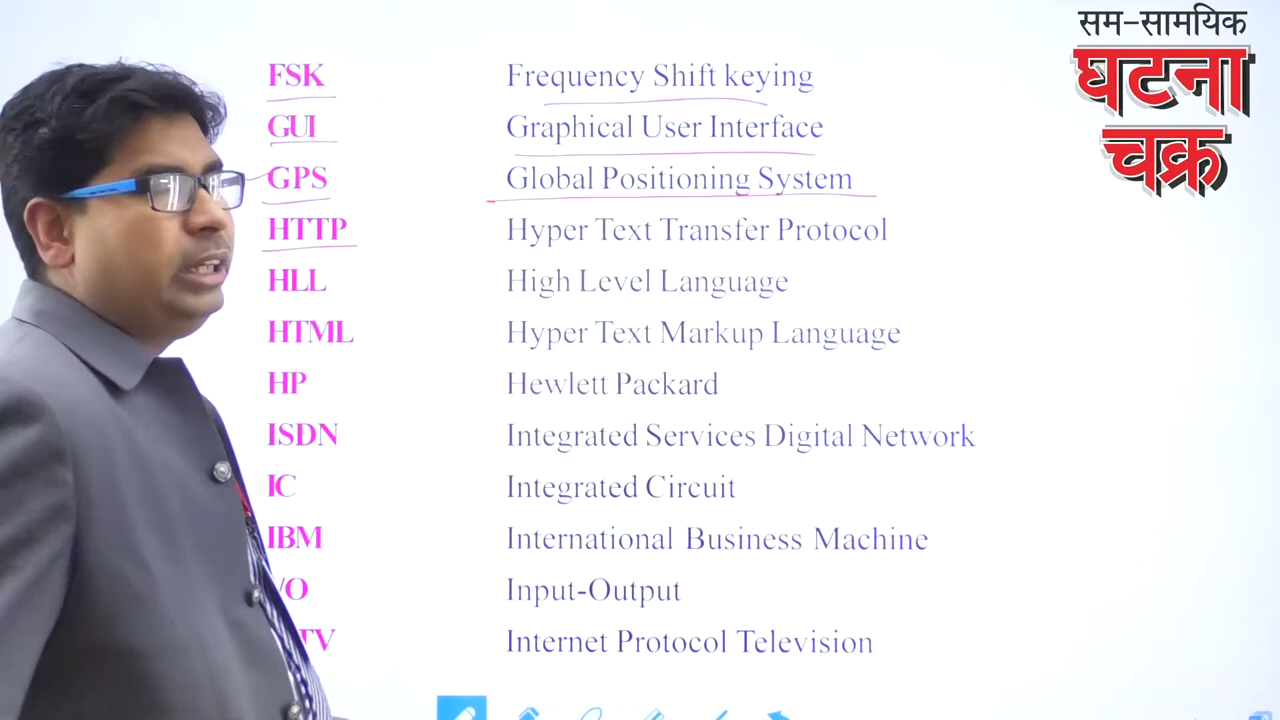 सम-सामयिक
घटना
चक्र
FSK Frequency Shift keying
GUI Graphical User Interface
GPS Global Positioning System
HTTP Hyper Text Transfer Protocol
HLL High Level Language
HTML Hyper Text Markup Language
HP Hewlett Packard
ISDN Integrated Services Digital Network
IC Integrated Circuit
IBM International Business Machine
/O Input-Output
TV Internet Protocol Television